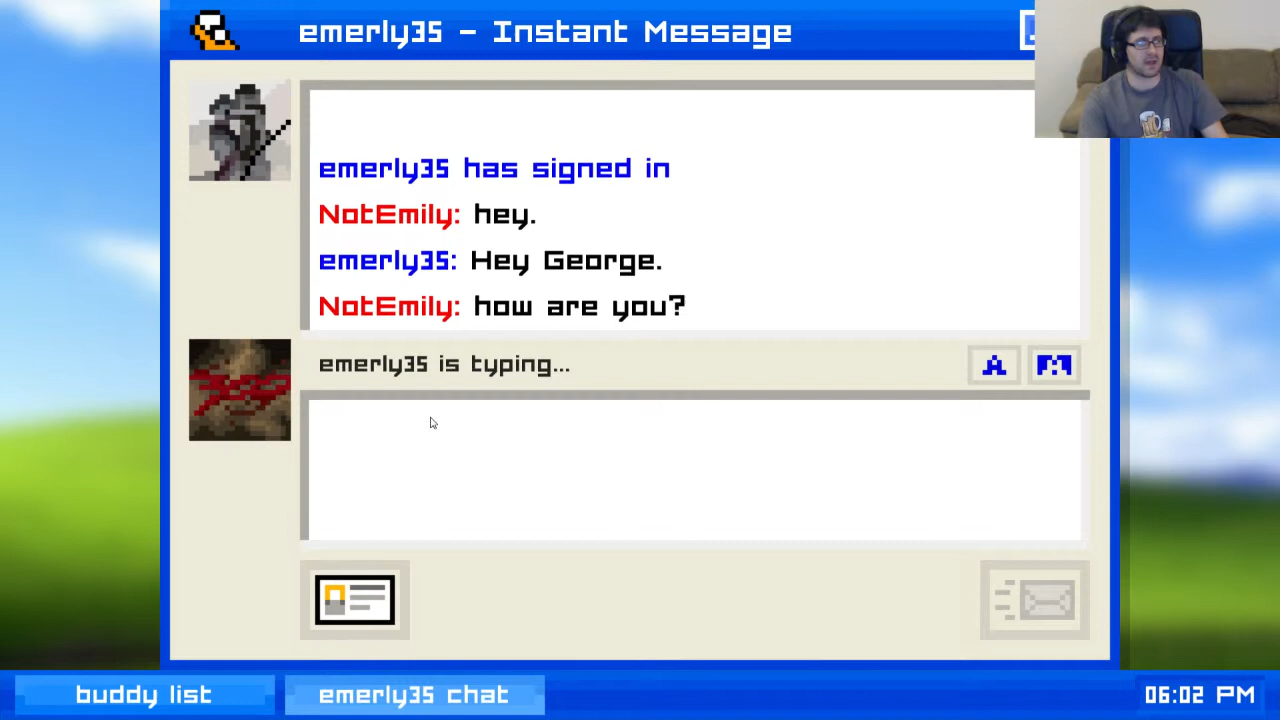 emerly35 - Instant Message
emerly35 has signed in
NotEmily: hey.
emerly35: Hey George.
NotEmily: how are you?
emerly35 is typing...
A
buddy list
emerly35 chat
06:02 PM